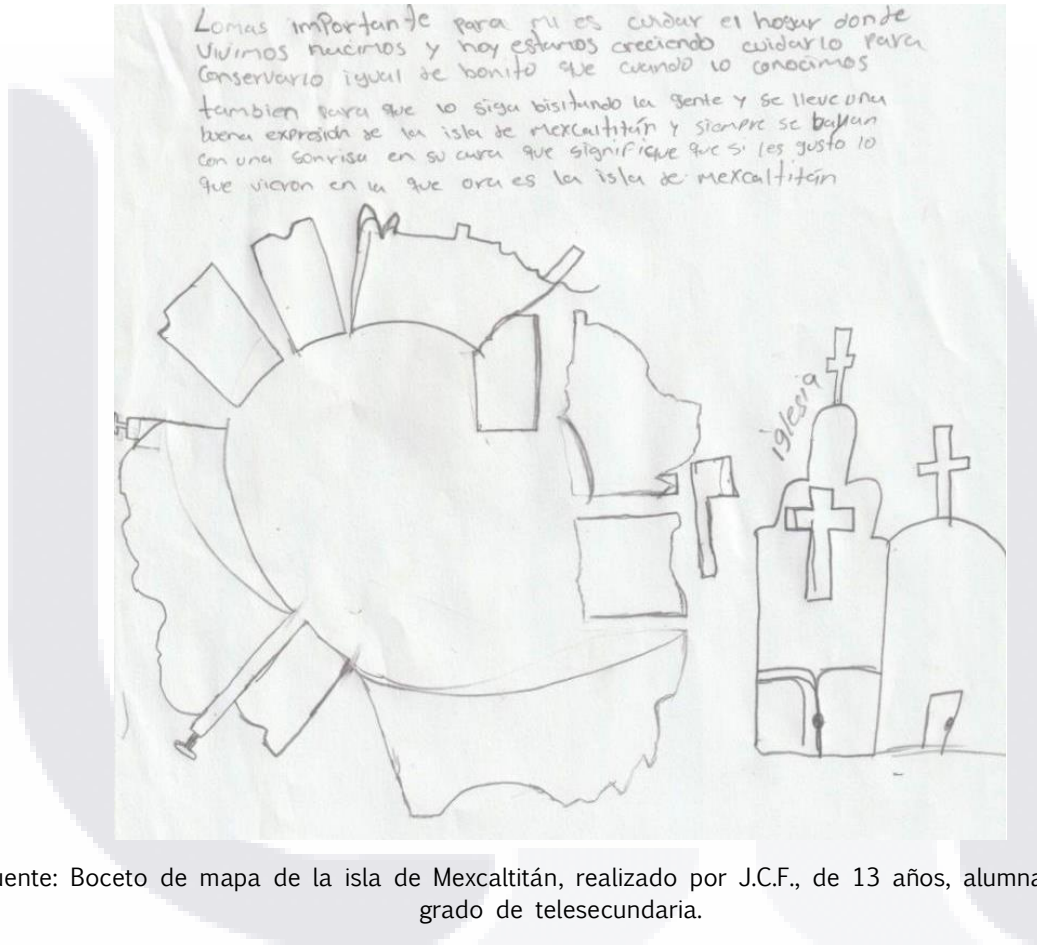 Lomas imPortante para mi es cuidar el hogar donde
vivimos nacimos y hoy estamos creciendo cuidarlo para
Conservarlo igual de bonito que cuando lo conocimos
tambien para que lo siga bisitando la gente y se lleve una
buena expresión de la isla de Mexcaltitán y siempre se bayan
con una sonrisa en su cara que signifique que si les gusto lo
que vieron en la que ora es la isla de mexcaltitán
iglesia
uente: Boceto de mapa de la isla de Mexcaltitán, realizado por J.C.F., de 13 años, alumna
grado de telesecundaria.